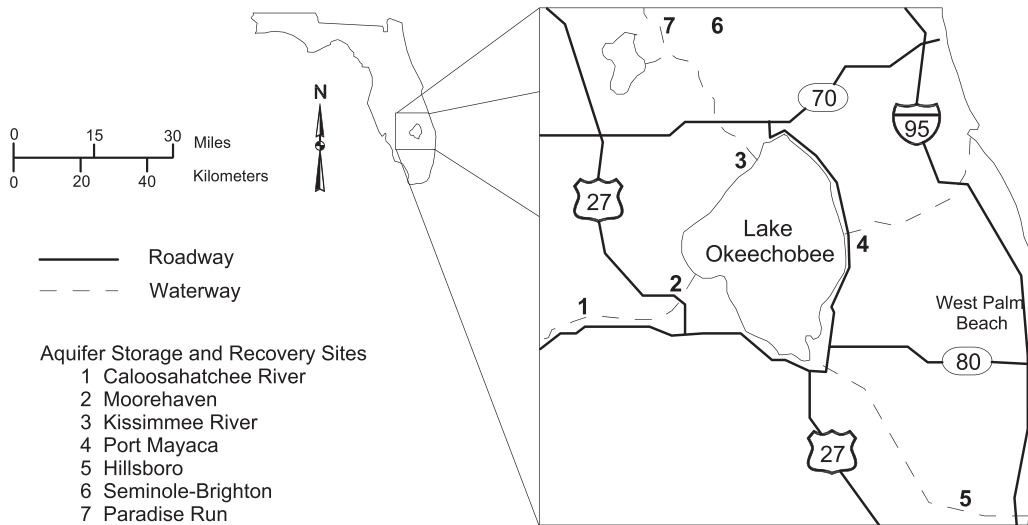 N
0 15 30 Miles
0 20 40 Kilometers
Roadway
Waterway
Aquifer Storage and Recovery Sites
1 Caloosahatchee River
2 Moorehaven
3 Kissimmee River
4 Port Mayaca
5 Hillsboro
6 Seminole-Brighton
7 Paradise Run
7 6
70
95
3
27
Lake
Okeechobee
4
2
1
West Palm
Beach
80
27
5